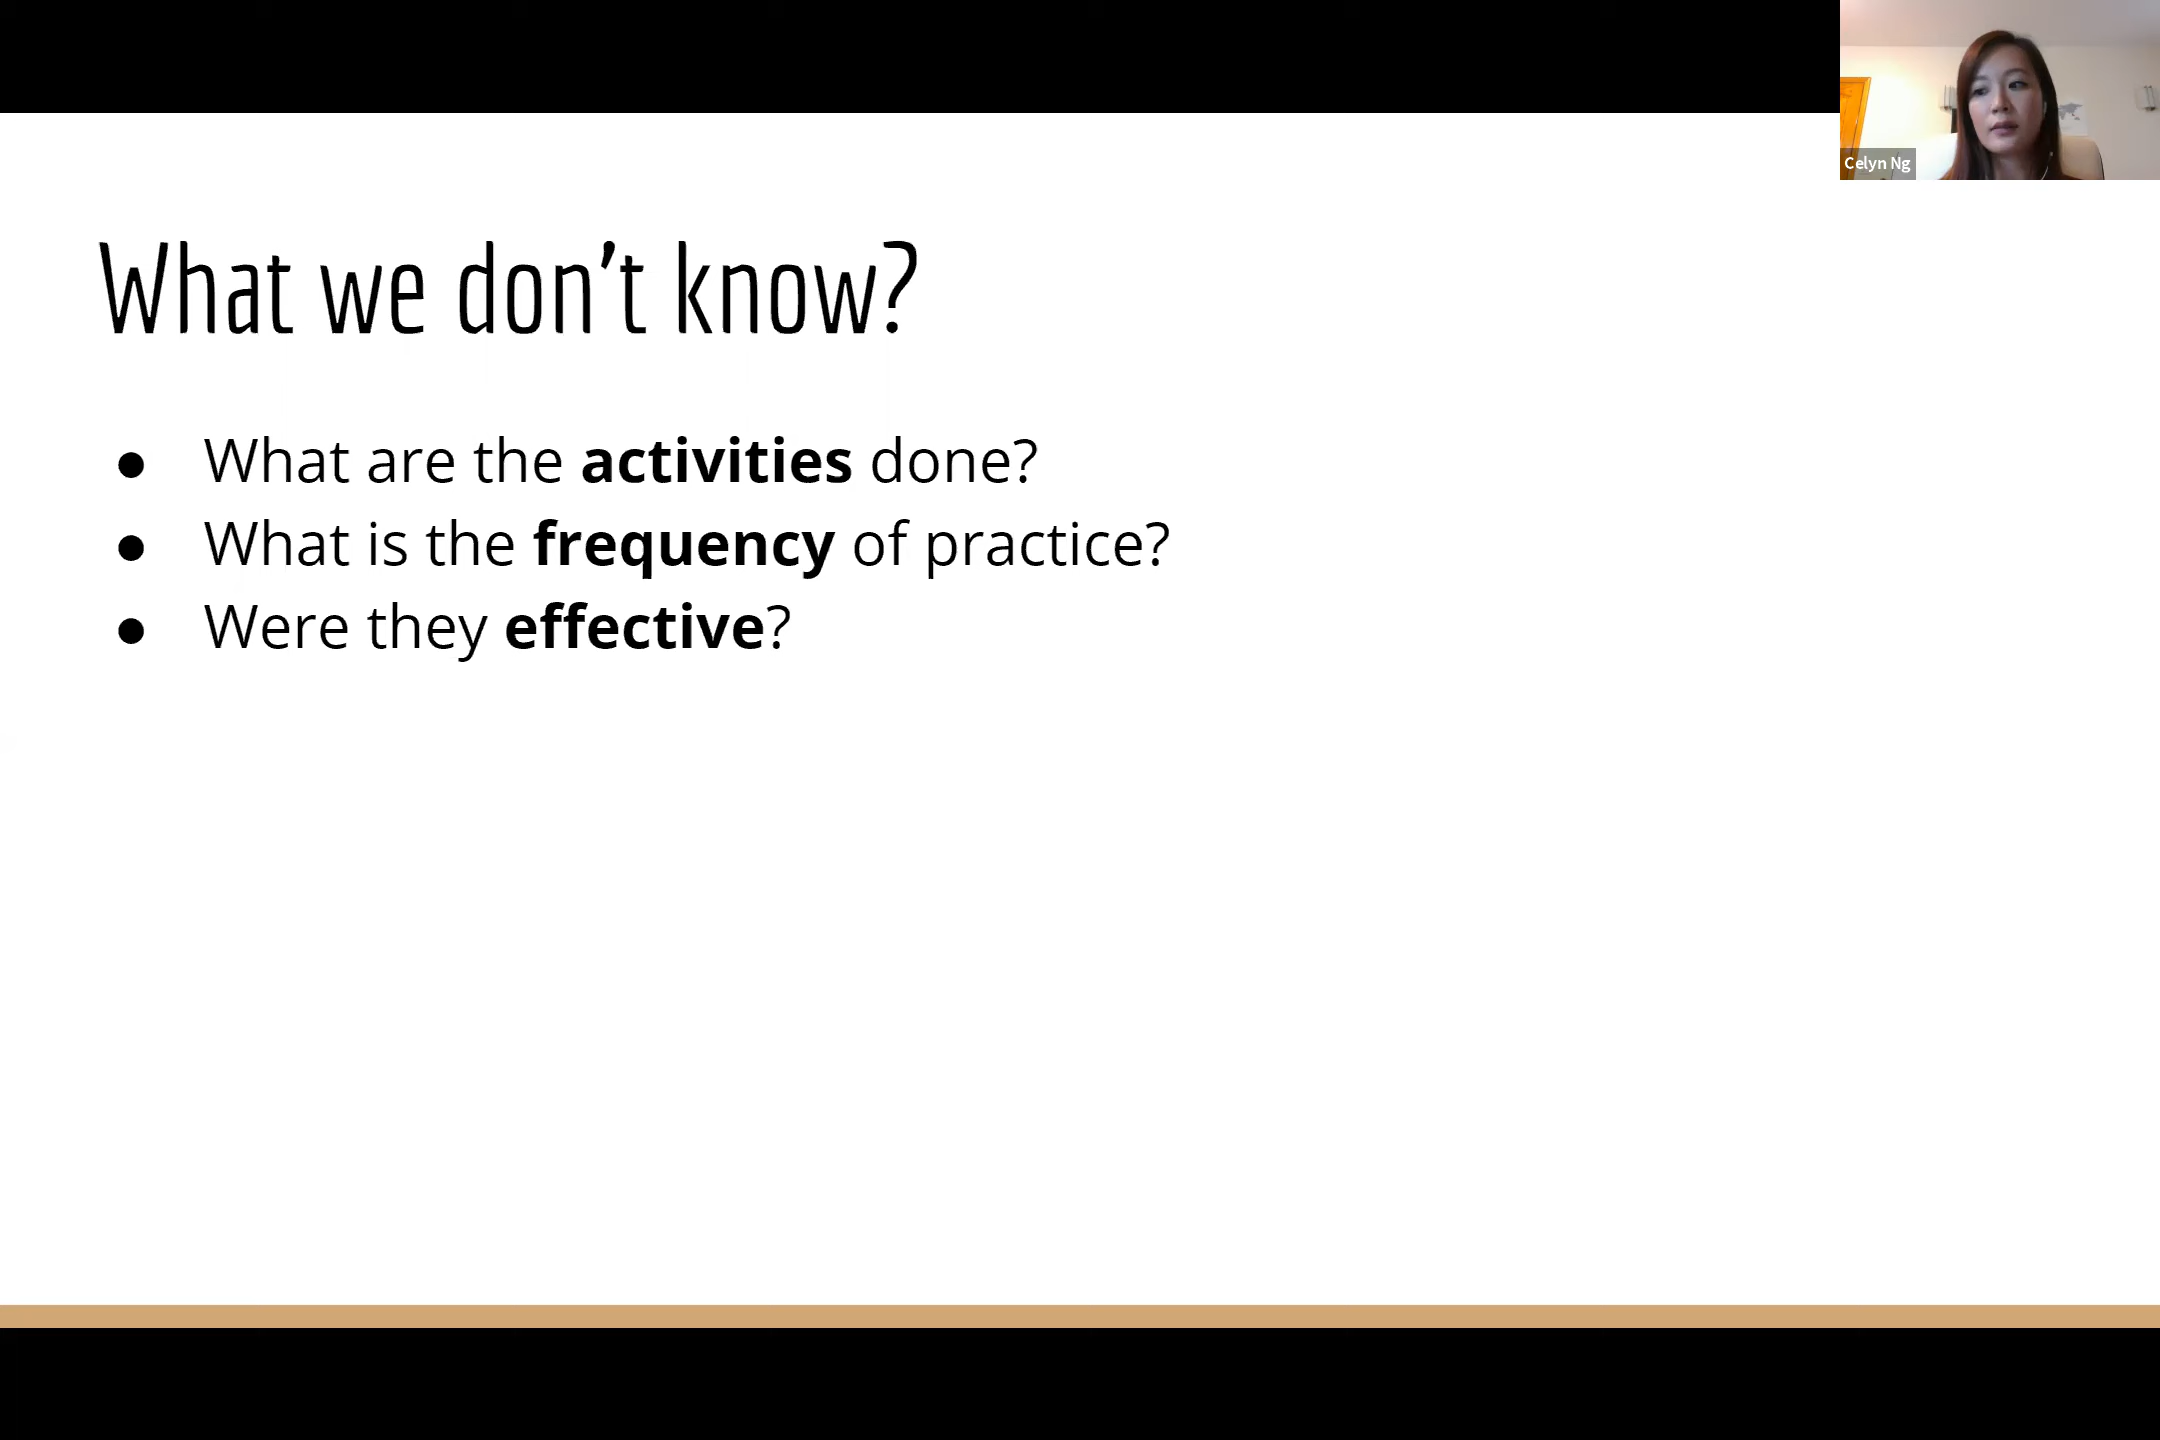 Celyn Ng
What we don’t know?
● What are the activities done?
● What is the frequency of practice?
● Were they effective?